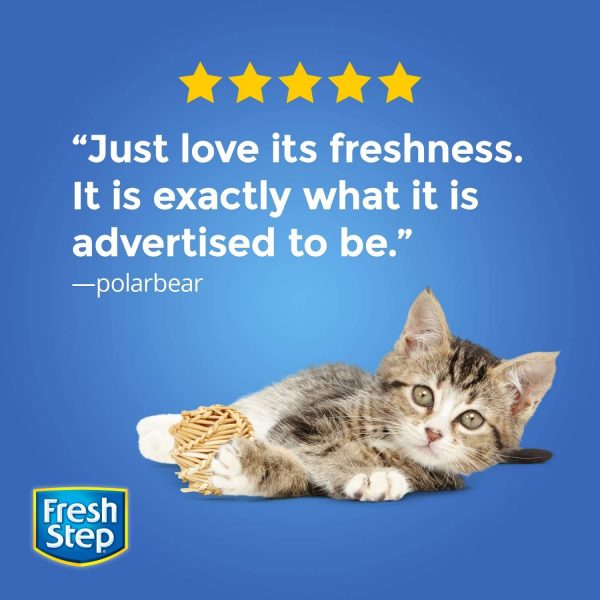 “Just love its freshness.
It is exactly what it is
advertised to be.”
—polarbear
Fresh
Step